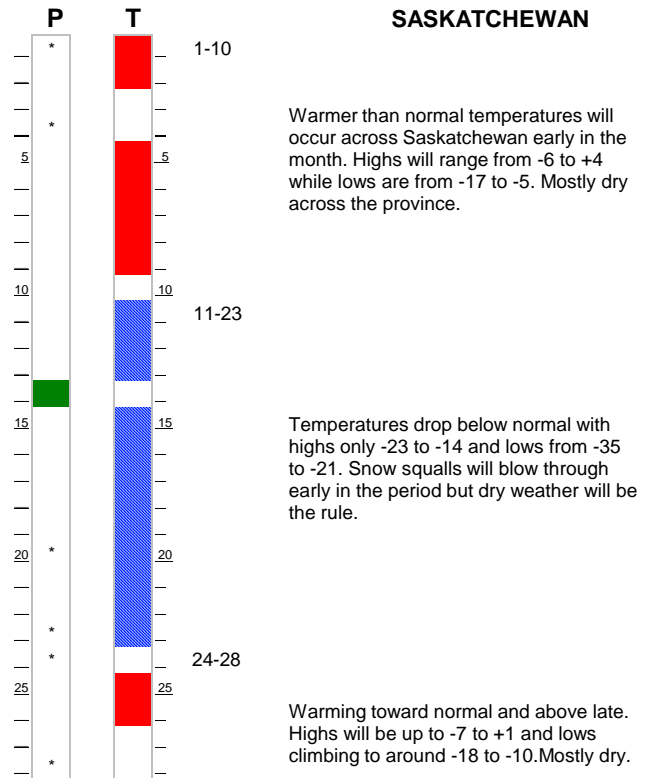 P T SASKATCHEWAN
* 1-10
Warmer than normal temperatures will
occur across Saskatchewan early in the
* month. Highs will range from -6 to +4
5 5 while lows are from -17 to -5. Mostly dry
across the province.
10 10
11-23
15 15 Temperatures drop below normal with
highs only -23 to -14 and lows from -35
to -21. Snow squalls will blow through
early in the period but dry weather will be
the rule.
20 * 20
*
* 24-28
25 25
Warming toward normal and above late.
Highs will be up to -7 to +1 and lows
* climbing to around -18 to -10.Mostly dry.